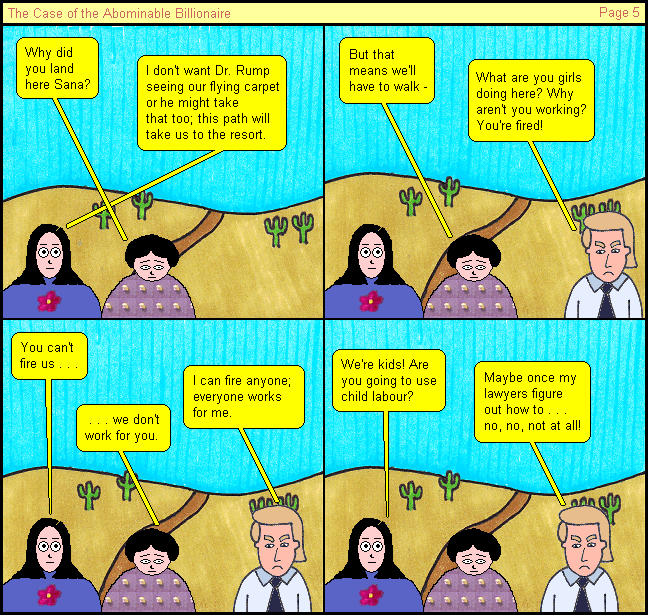 The Case of the Abominable Billionaire
Page 5
Why did
you land
here Sana?
I don't want Dr. Rump
seeing our flying carpet
or he might take
that too; this path will
take us to the resort.
But that
means we'll
have to walk -
What are you girls
doing here? Why
aren't you working?
You're fired!
You can't
fire us . . .
. . . we don't
work for you.
I can fire anyone;
everyone works
for me.
We're kids! Are
you going to use
child labour?
Maybe once my
lawyers figure
out how to . . .
no, no, not at all!